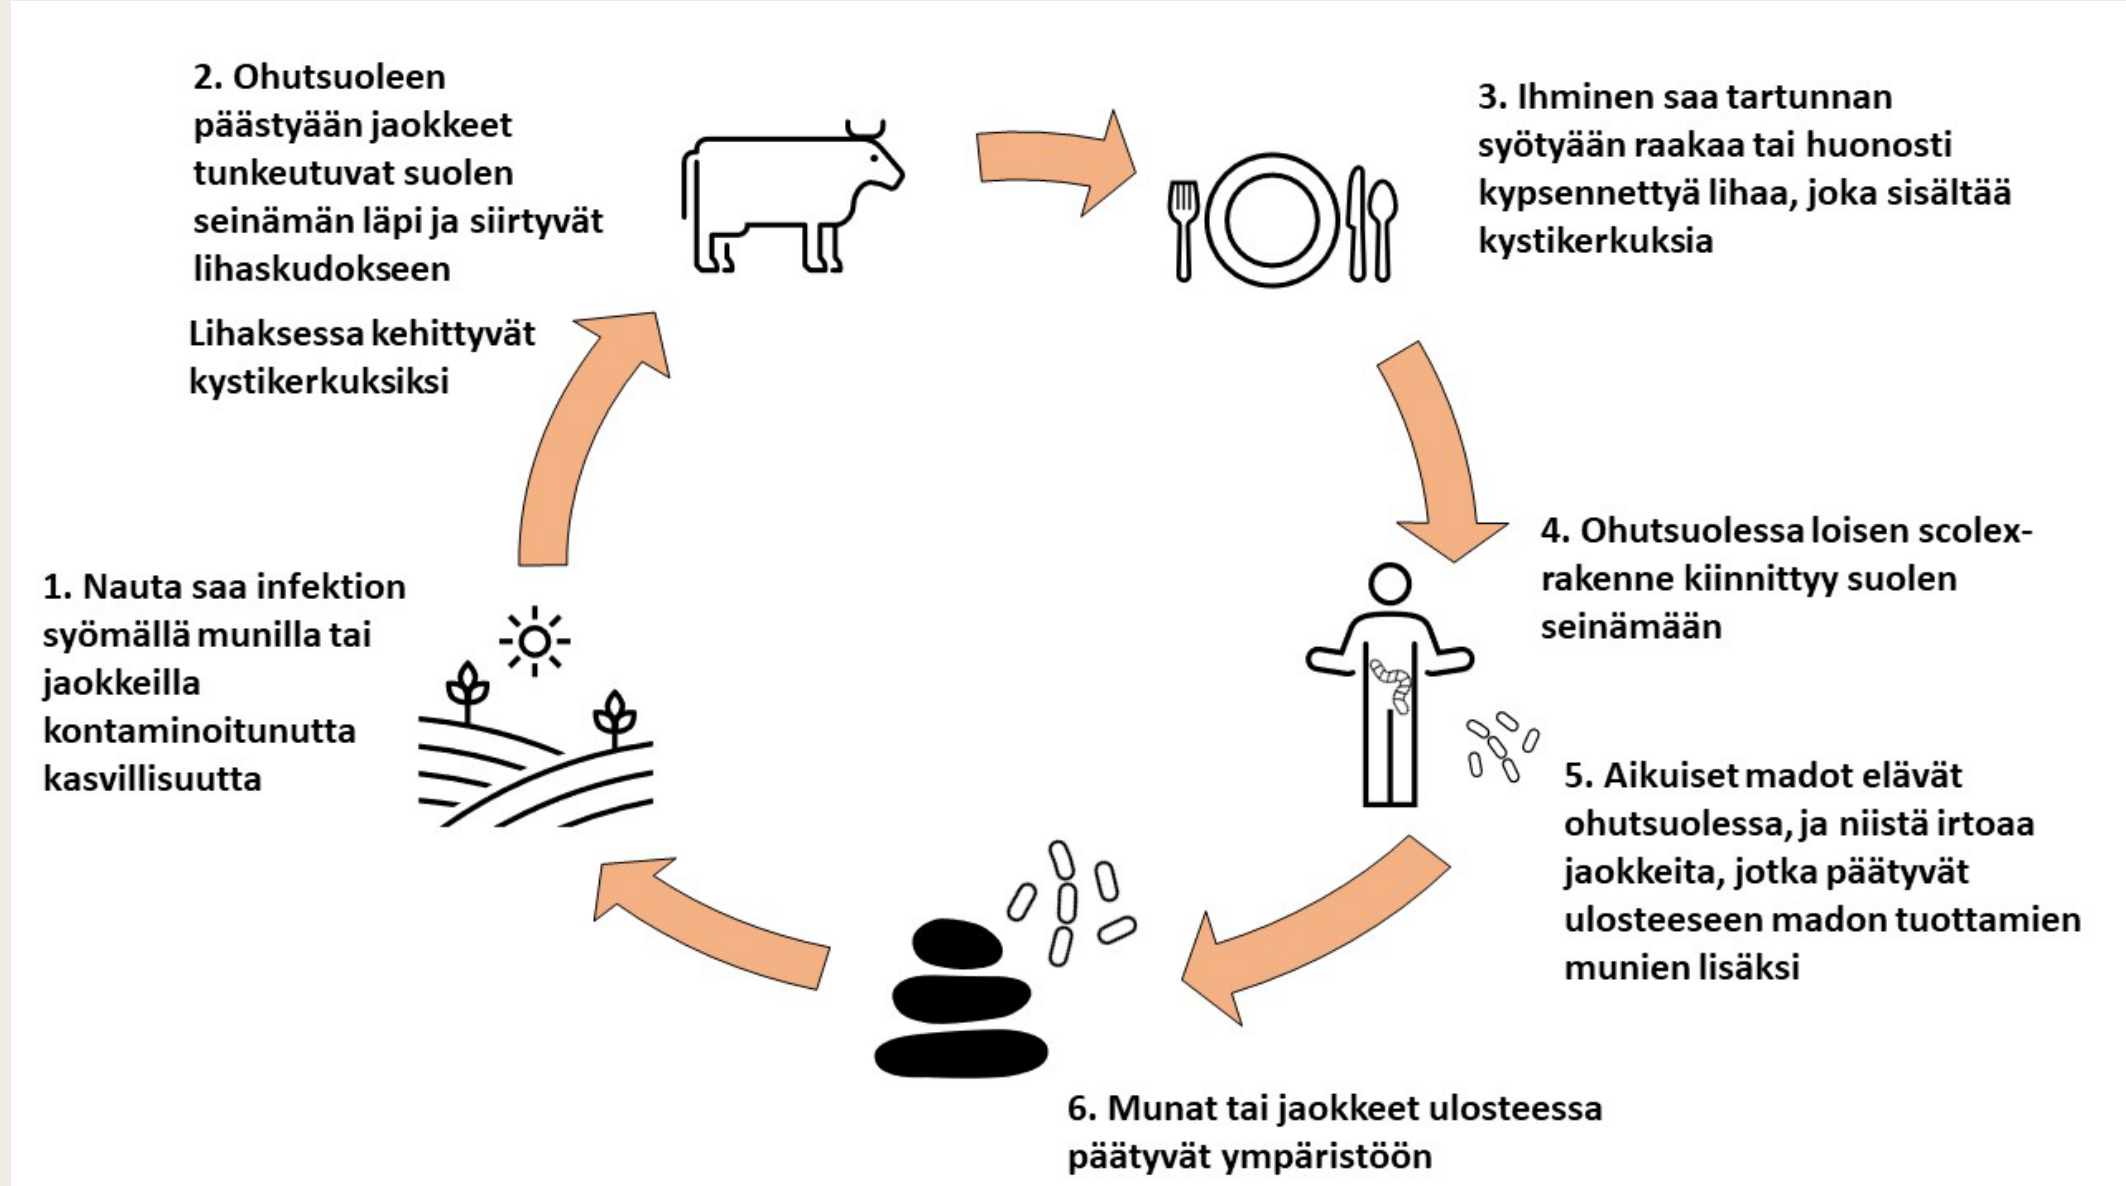 1. Nauta saa infektion
syömällä munilla tai
jaokkeilla
kontaminoitunutta
kasvillisuutta
2. Ohutsuoleen
päästyään jaokkeet
tunkeutuvat suolen
seinämän läpi ja siirtyvät
lihaskudokseen
Lihaksessa kehittyvät
kystikerkuksiksi
3. Ihminen saa tartunnan
syötyään raakaa tai huonosti
kypsennettyä lihaa, joka sisältää
kystikerkuksia
4. Ohutsuolessa loisen scolex-
rakenne kiinnittyy suolen
seinämään
5. Aikuiset madot elävät
ohutsuolessa, ja niistä irtoaa
jaokkeita, jotka päätyvät
ulosteeseen madon tuottamien
munien lisäksi
6. Munat tai jaokkeet ulosteessa
päätyvät ympäristöön